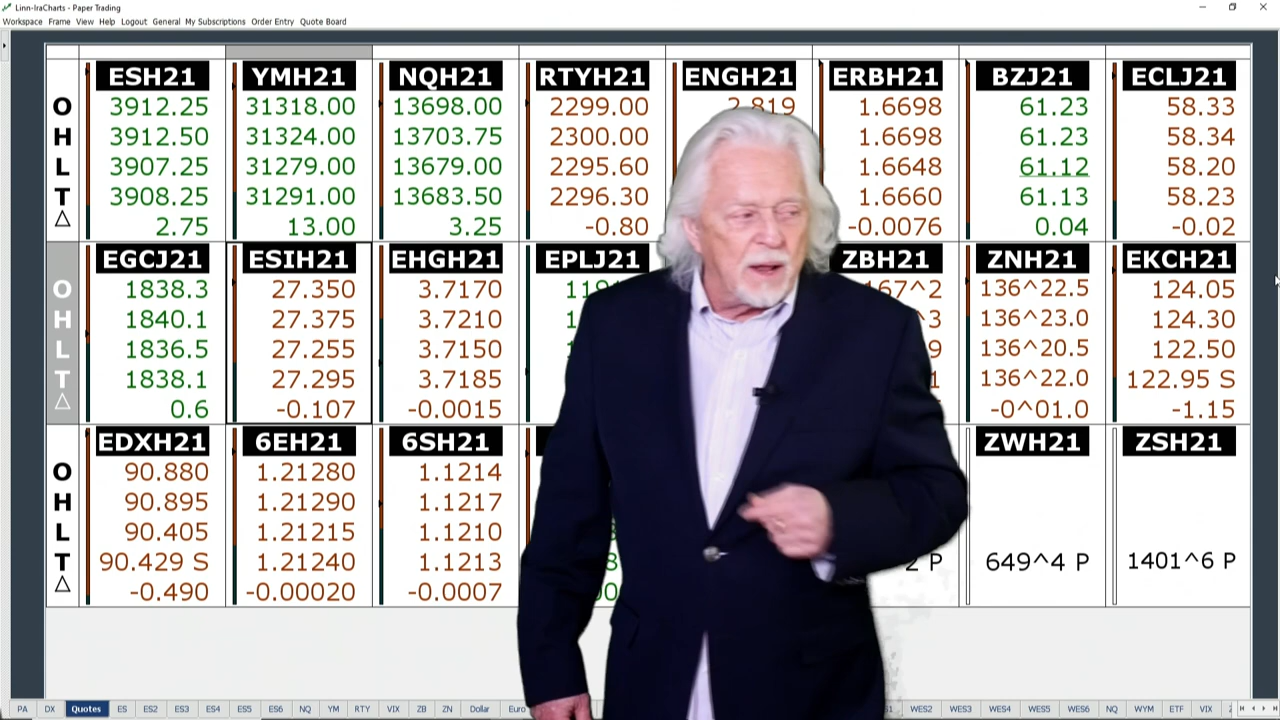 Linn-IraCharts - Paper Trading
Workspace Frame View Help Logout General My Subscriptions Order Entry Quote Board
ESH21 YMH21 NQH21 RTYH21 ENGH21 ERBH21 BZJ21 ECLJ21
O 3912.25 31318.00 13698.00 2299.00 2.819 1.6698 61.23 58.33
H 3912.50 31324.00 13703.75 2300.00 1.6698 61.23 58.34
L 3907.25 31279.00 13679.00 2295.60 1.6648 61.12 58.20
T 3908.25 31291.00 13683.50 2296.30 1.6660 61.13 58.23
△ 2.75 13.00 3.25 -0.80 -0.0076 0.04 -0.02
EGCJ21 ESIH21 EHGH21 EPLJ21 ZBH21 ZNH21 EKCH21
O 1838.3 27.350 3.7170 136^22.5 124.05
H 1840.1 27.375 3.7210 136^23.0 124.30
L 1836.5 27.255 3.7150 136^20.5 122.50
T 1838.1 27.295 3.7185 136^22.0 122.95 S
△ 0.6 -0.107 -0.0015 -0^01.0 -1.15
EDXH21 6EH21 6SH21 ZWH21 ZSH21
O 90.880 1.21280 1.1214
H 90.895 1.21290 1.1217
L 90.405 1.21215 1.1210
T 90.429 S 1.21240 1.1213 2 P 649^4 P 1401^6 P
△ -0.490 -0.00020 -0.0007
PA DX Quotes ES ES2 ES3 ES4 ES5 ES6 NQ YM RTY VIX ZB ZN Dollar Euro WES2 WES3 WES4 WES5 WES6 NQ WYM ETF VIX